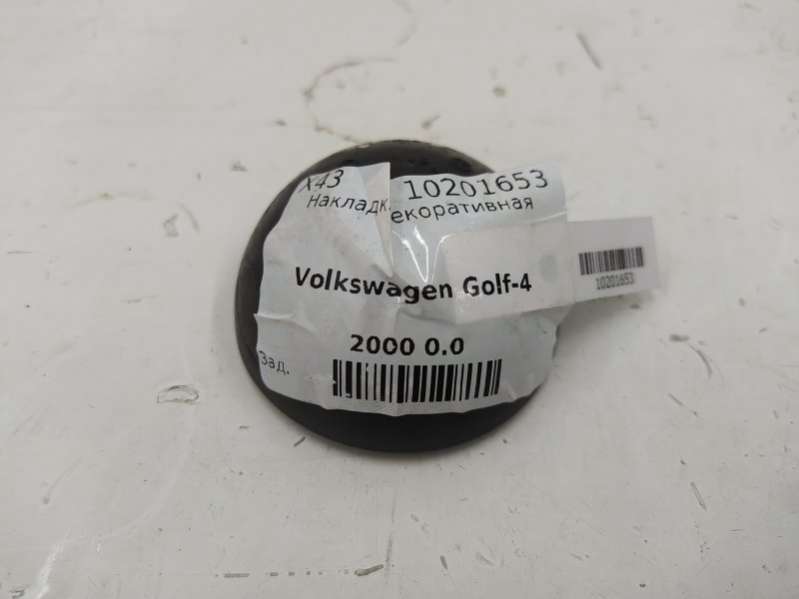 X43 10201653
Накладк екоративная
Volkswagen Golf-4
10201653
2000 0.0
Зад.